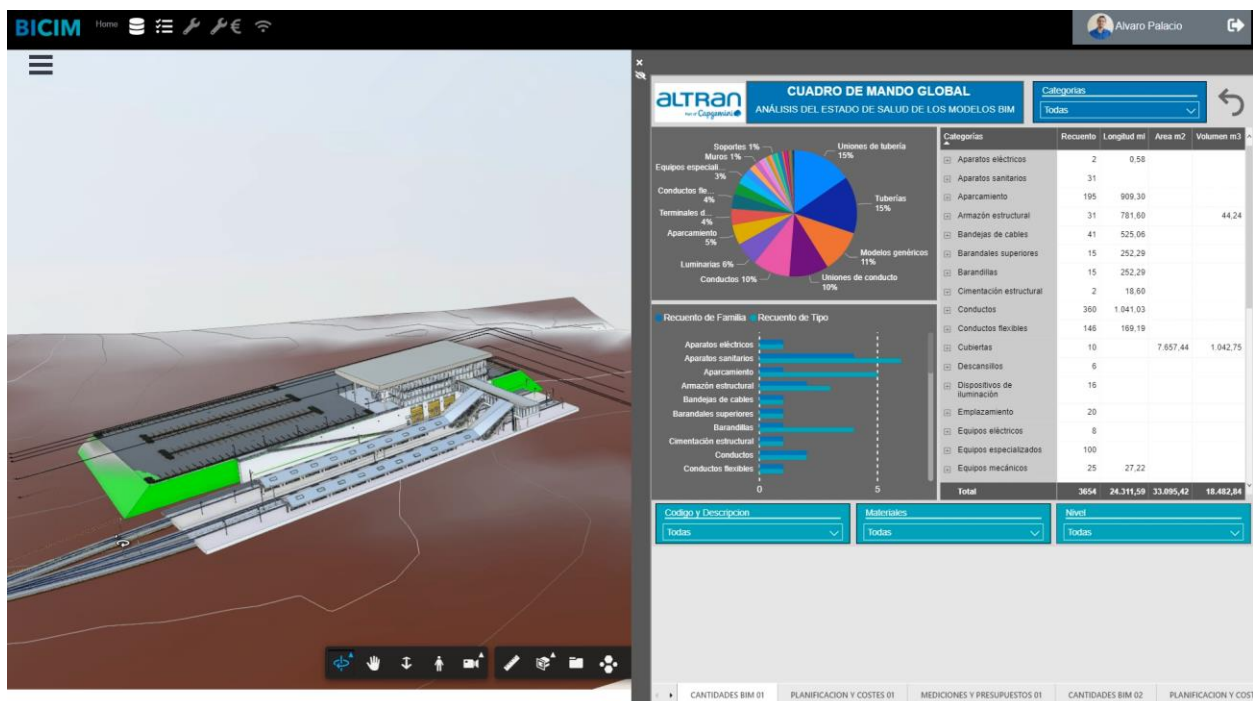 BICIM
Home
Alvaro Palacio
ALTRAN
Part of Capgemini
CUADRO DE MANDO GLOBAL
ANÁLISIS DEL ESTADO DE SALUD DE LOS MODELOS BIM
Categorias
Todas
Soportes 1%
Muros 1%
Equipos especiali...
3%
Conductos fle...
4%
Terminales d...
4%
Aparcamiento
5%
Luminarias 6%
Conductos 10%
Uniones de tubería
15%
Tuberías
15%
Modelos genéricos
11%
Uniones de conducto
10%
Recuento de Familia Recuento de Tipo
Aparatos eléctricos
Aparatos sanitarios
Aparcamiento
Armazón estructural
Bandejas de cables
Barandales superiores
Barandillas
Cimentación estructural
Conductos
Conductos flexibles
0 5
Categorías Recuento Longitud ml Area m2 Volumen m3
Aparatos eléctricos 2 0,58
Aparatos sanitarios 31
Aparcamiento 195 909,30
Armazón estructural 31 781,60 44,24
Bandejas de cables 41 525,06
Barandales superiores 15 252,29
Barandillas 15 252,29
Cimentación estructural 2 18,60
Conductos 360 1.041,03
Conductos flexibles 146 169,19
Cubiertas 10 7.657,44 1.042,75
Descansillos 6
Dispositivos de
iluminación 16
Emplazamiento 20
Equipos eléctricos 8
Equipos especializados 100
Equipos mecánicos 25 27,22
Total 3654 24.311,59 33.095,42 18.482,84
Codigo y Descripcion
Todas
Materiales
Todas
Nivel
Todas
CANTIDADES BIM 01 PLANIFICACION Y COSTES 01 MEDICIONES Y PRESUPUESTOS 01 CANTIDADES BIM 02 PLANIFICACION Y COST